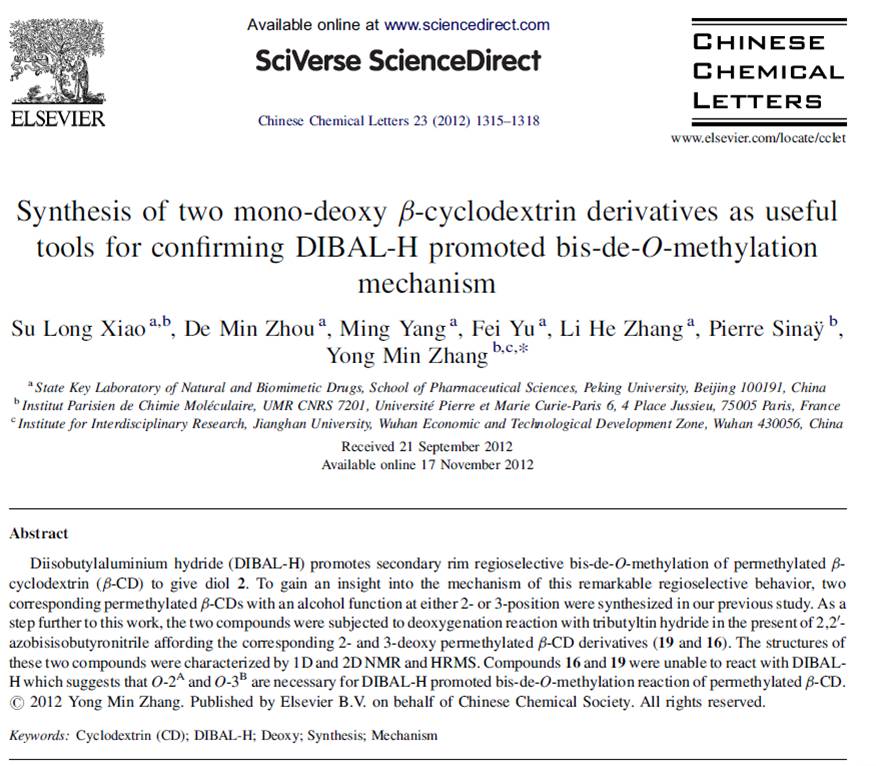 Available online at www.sciencedirect.com
SciVerse ScienceDirect
ELSEVIER
Chinese Chemical Letters 23 (2012) 1315–1318
CHINESE
CHEMICAL
LETTERS
www.elsevier.com/locate/cclet
Synthesis of two mono-deoxy β-cyclodextrin derivatives as useful
tools for confirming DIBAL-H promoted bis-de-O-methylation
mechanism
Su Long Xiao a,b, De Min Zhou a, Ming Yang a, Fei Yu a, Li He Zhang a, Pierre Sinaÿ b,
Yong Min Zhang b,c,*
a State Key Laboratory of Natural and Biomimetic Drugs, School of Pharmaceutical Sciences, Peking University, Beijing 100191, China
b Institut Parisien de Chimie Moléculaire, UMR CNRS 7201, Université Pierre et Marie Curie-Paris 6, 4 Place Jussieu, 75005 Paris, France
c Institute for Interdisciplinary Research, Jianghan University, Wuhan Economic and Technological Development Zone, Wuhan 430056, China
Received 21 September 2012
Available online 17 November 2012
Abstract
Diisobutylaluminium hydride (DIBAL-H) promotes secondary rim regioselective bis-de-O-methylation of permethylated β-
cyclodextrin (β-CD) to give diol 2. To gain an insight into the mechanism of this remarkable regioselective behavior, two
corresponding permethylated β-CDs with an alcohol function at either 2- or 3-position were synthesized in our previous study. As a
step further to this work, the two compounds were subjected to deoxygenation reaction with tributyltin hydride in the present of 2,2′-
azobisisobutyronitrile affording the corresponding 2- and 3-deoxy permethylated β-CD derivatives (19 and 16). The structures of
these two compounds were characterized by 1D and 2D NMR and HRMS. Compounds 16 and 19 were unable to react with DIBAL-
H which suggests that O-2A and O-3B are necessary for DIBAL-H promoted bis-de-O-methylation reaction of permethylated β-CD.
© 2012 Yong Min Zhang. Published by Elsevier B.V. on behalf of Chinese Chemical Society. All rights reserved.
Keywords: Cyclodextrin (CD); DIBAL-H; Deoxy; Synthesis; Mechanism